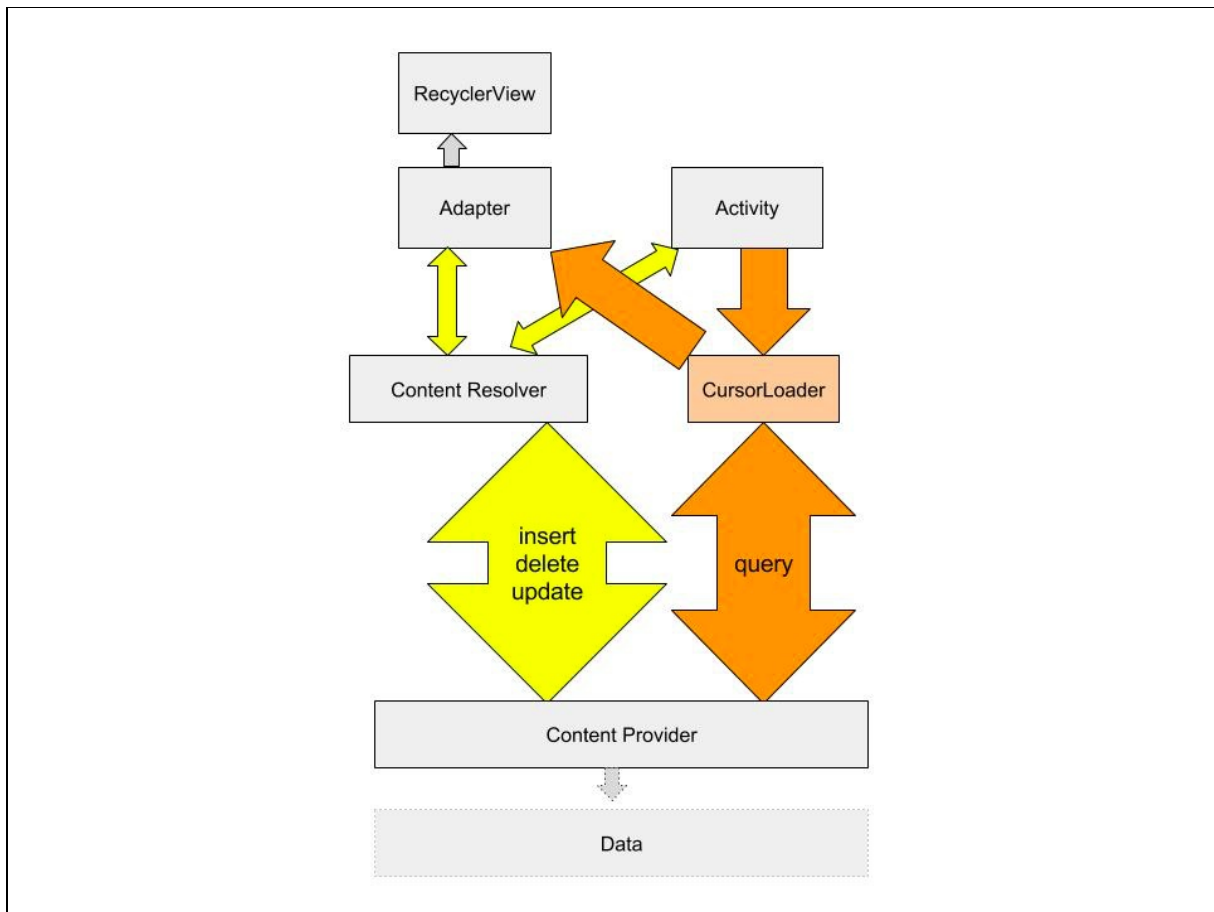 RecyclerView
Adapter
Activity
Content Resolver
CursorLoader
insert
delete
update
query
Content Provider
Data